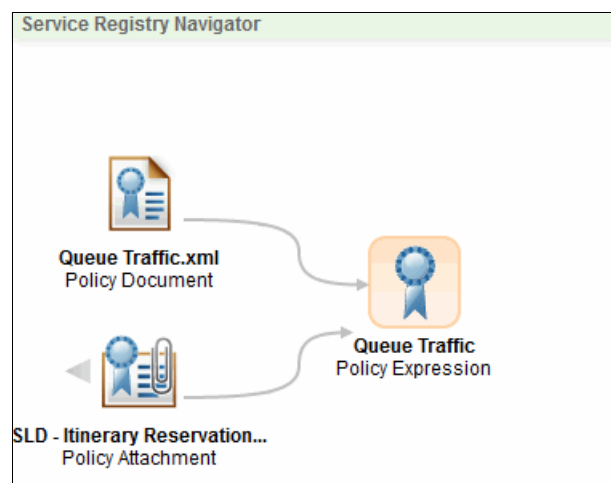 Service Registry Navigator
Queue Traffic.xml
Policy Document
Queue Traffic
Policy Expression
SLD - Itinerary Reservation...
Policy Attachment